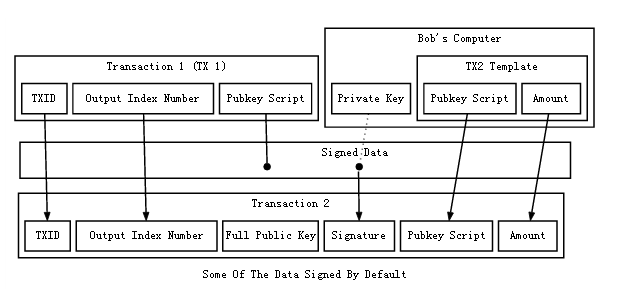 Bob's Computer
Transaction 1 (TX 1)
TX2 Template
TXID
Output Index Number
Pubkey Script
Private Key
Pubkey Script
Amount
Signed Data
Transaction 2
TXID
Output Index Number
Full Public Key
Signature
Pubkey Script
Amount
Some Of The Data Signed By Default